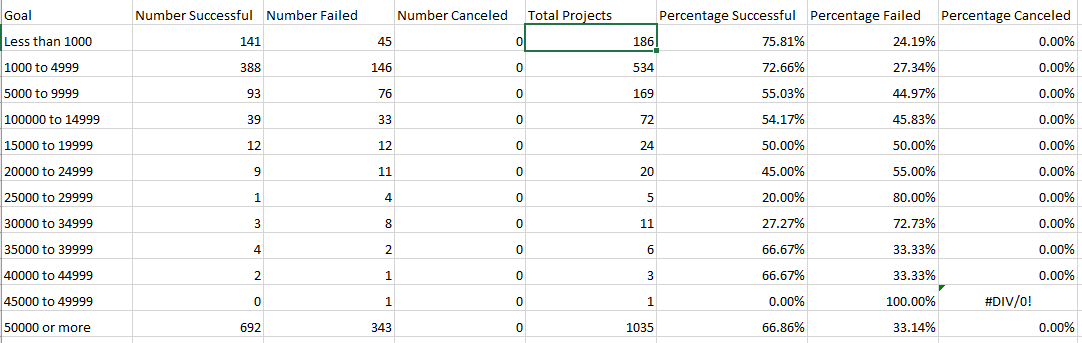 Goal Number Successful Number Failed Number Canceled Total Projects Percentage Successful Percentage Failed Percentage Canceled
Less than 1000 141 45 0 186 75.81% 24.19% 0.00%
1000 to 4999 388 146 0 534 72.66% 27.34% 0.00%
5000 to 9999 93 76 0 169 55.03% 44.97% 0.00%
100000 to 14999 39 33 0 72 54.17% 45.83% 0.00%
15000 to 19999 12 12 0 24 50.00% 50.00% 0.00%
20000 to 24999 9 11 0 20 45.00% 55.00% 0.00%
25000 to 29999 1 4 0 5 20.00% 80.00% 0.00%
30000 to 34999 3 8 0 11 27.27% 72.73% 0.00%
35000 to 39999 4 2 0 6 66.67% 33.33% 0.00%
40000 to 44999 2 1 0 3 66.67% 33.33% 0.00%
45000 to 49999 0 1 0 1 0.00% 100.00% #DIV/0!
50000 or more 692 343 0 1035 66.86% 33.14% 0.00%